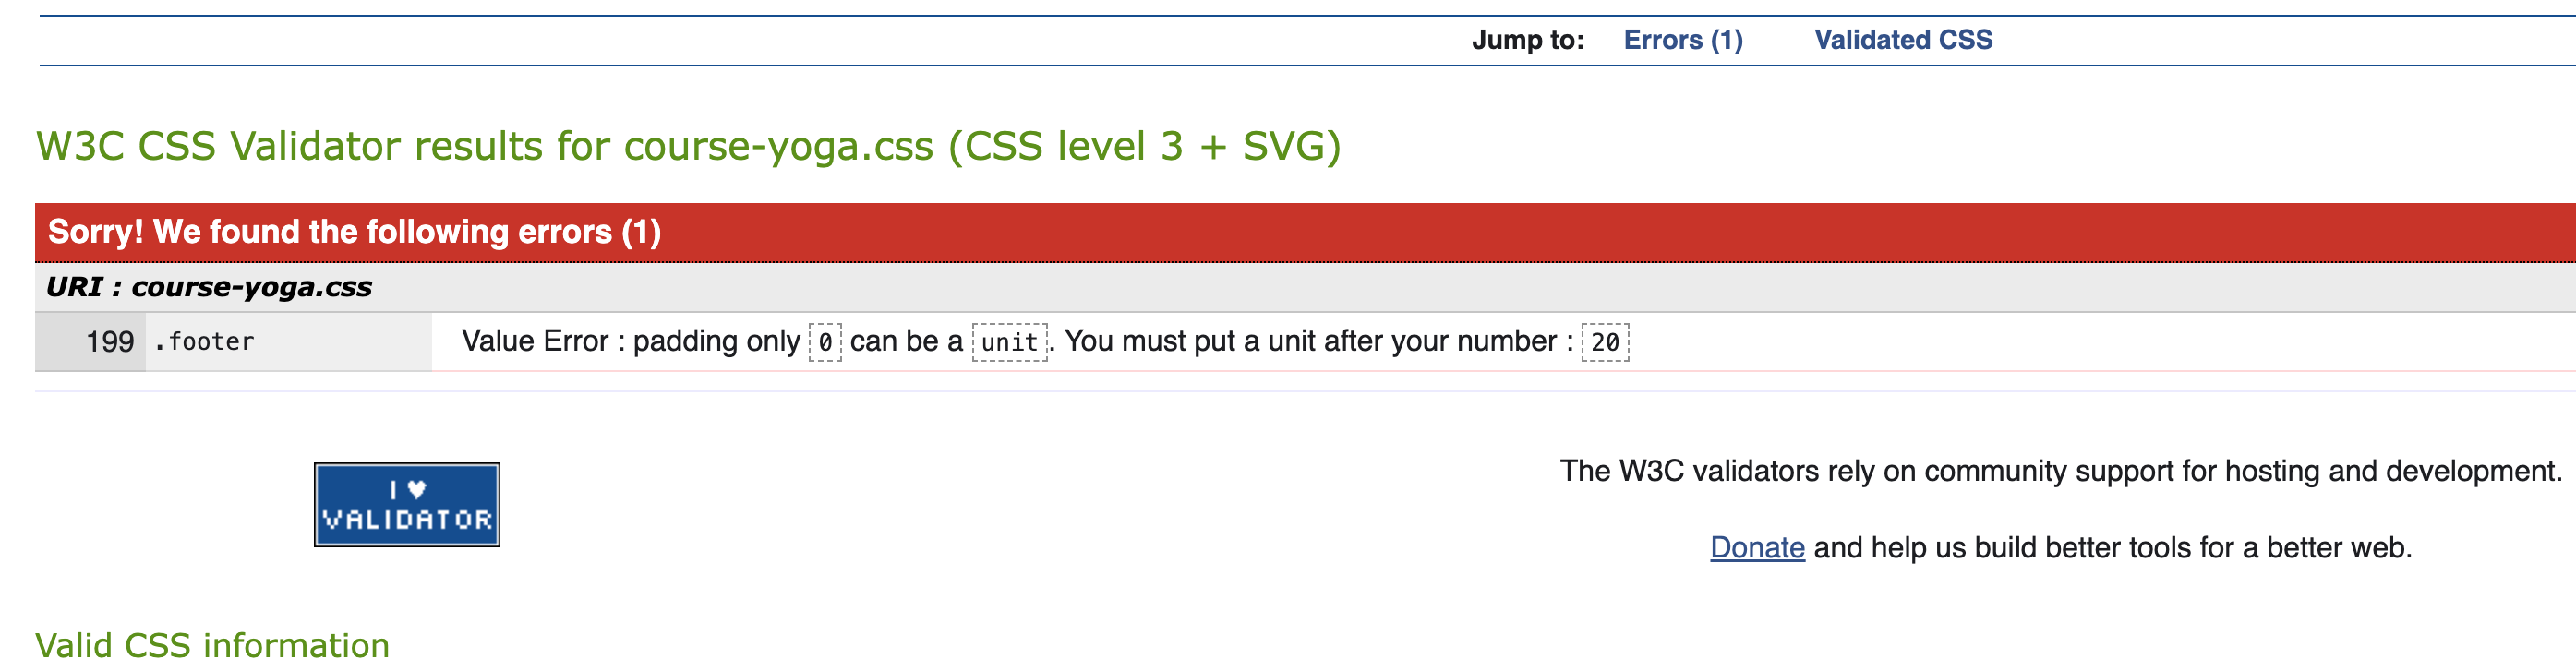 Jump to: Errors (1) Validated CSS
W3C CSS Validator results for course-yoga.css (CSS level 3 + SVG)
Sorry! We found the following errors (1)
URI : course-yoga.css
199 .footer Value Error : padding only 0 can be a unit. You must put a unit after your number : 20
The W3C validators rely on community support for hosting and development.
I ♥
VALIDATOR
Donate and help us build better tools for a better web.
Valid CSS information